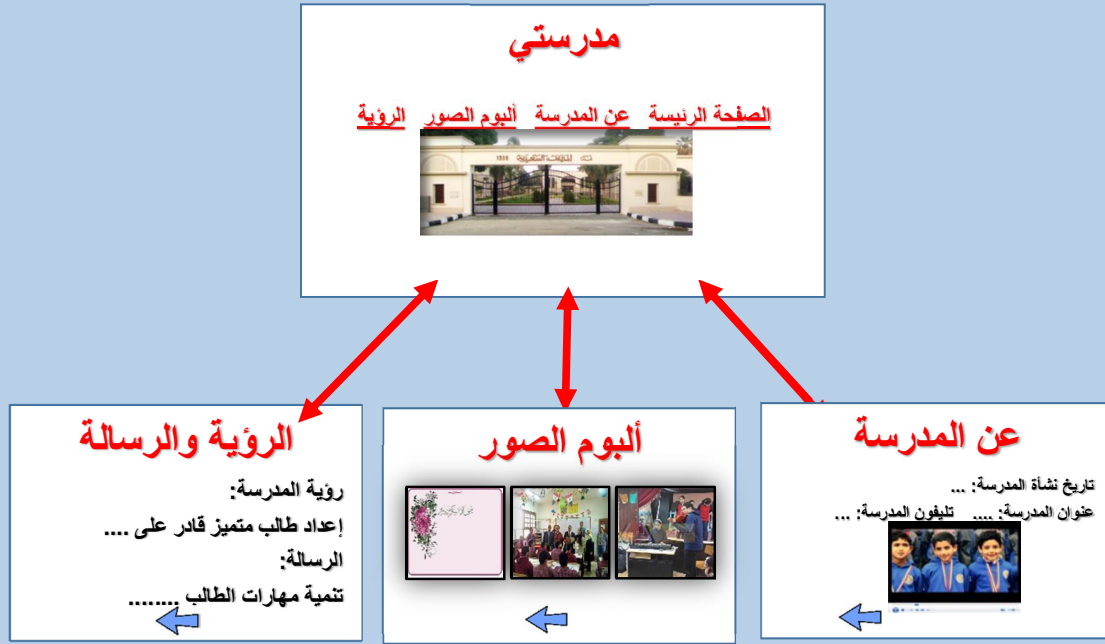 مدرستي
الصفحة الرئيسة عن المدرسة ألبوم الصور الرؤية
1906
عن المدرسة
تاريخ نشأة المدرسة: ...
عنوان المدرسة: .... تليفون المدرسة: ...
ألبوم الصور
الرؤية والرسالة
رؤية المدرسة:
إعداد طالب متميز قادر على ....
الرسالة:
تنمية مهارات الطالب ........